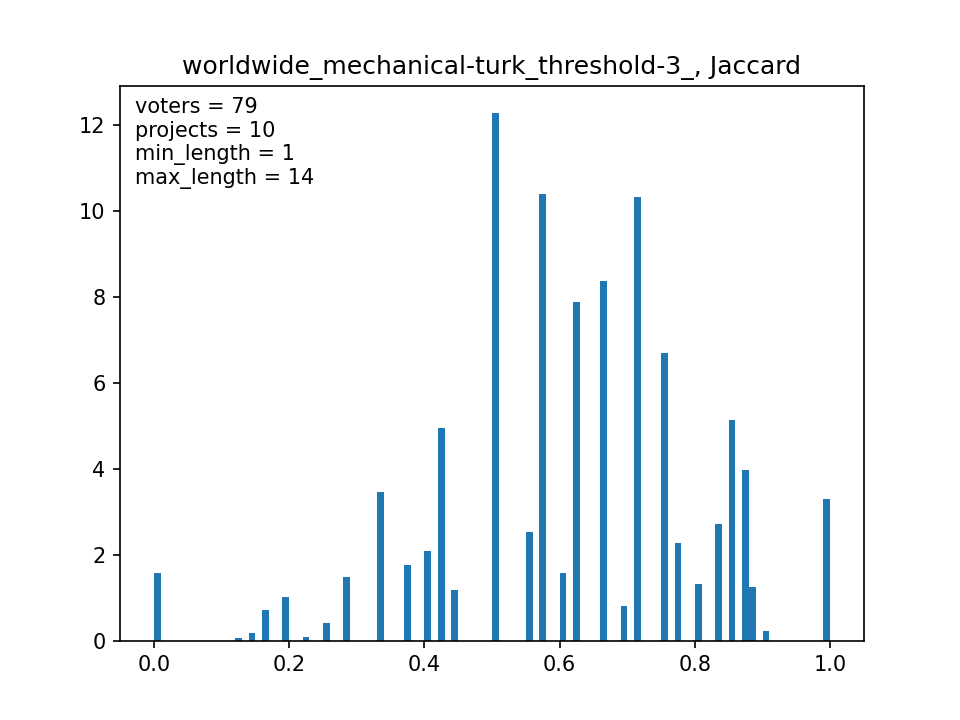 worldwide_mechanical-turk_threshold-3_, Jaccard
voters = 79
projects = 10
min_length = 1
max_length = 14
12
10
8
6
4
2
0
0.0 0.2 0.4 0.6 0.8 1.0